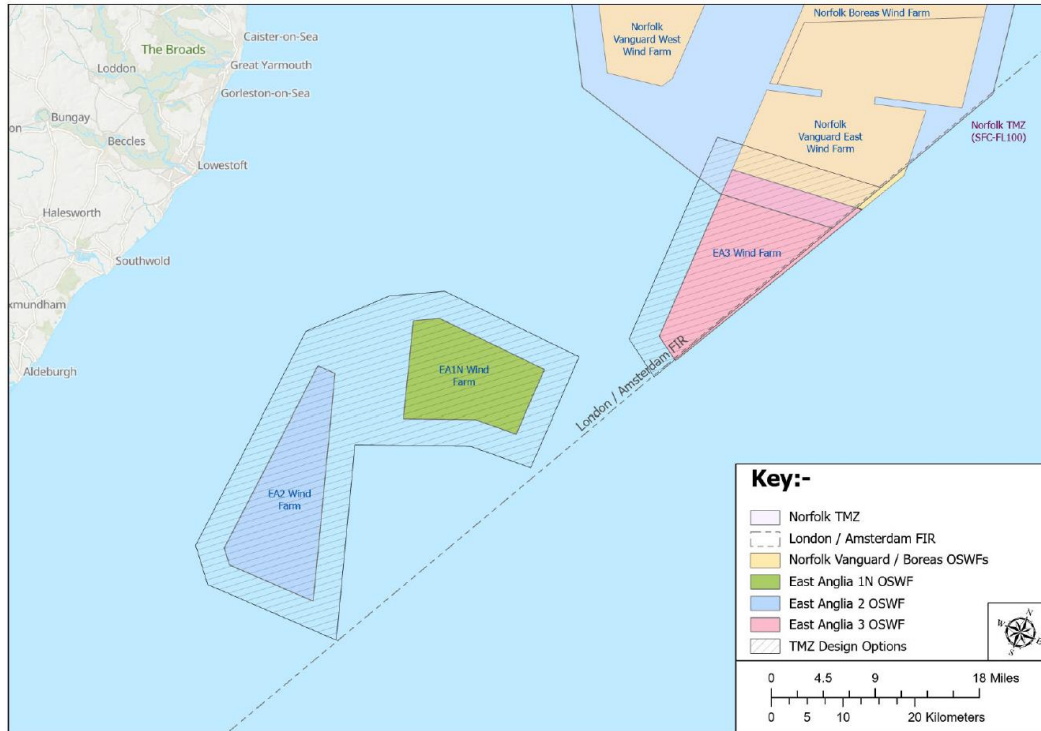 The Broads
Caister-on-Sea
Loddon
Great Yarmouth
Gorleston-on-Sea
on
Bungay
Beccles
Lowestoft
Halesworth
Southwold
xmundham
Aldeburgh
Norfolk
Vanguard West
Wind Farm
Norfolk Boreas Wind Farm
Norfolk
Vanguard East
Wind Farm
Norfolk TMZ
(SFC-FL100)
EA3 Wind Farm
London / Amsterdam FIR
EA1N Wind
Farm
EA2 Wind
Farm
Key:-
Norfolk TMZ
London / Amsterdam FIR
Norfolk Vanguard / Boreas OSWFs
East Anglia 1N OSWF
East Anglia 2 OSWF
East Anglia 3 OSWF
TMZ Design Options
N
W
E
S
0 4.5 9 18 Miles
0 5 10 20 Kilometers